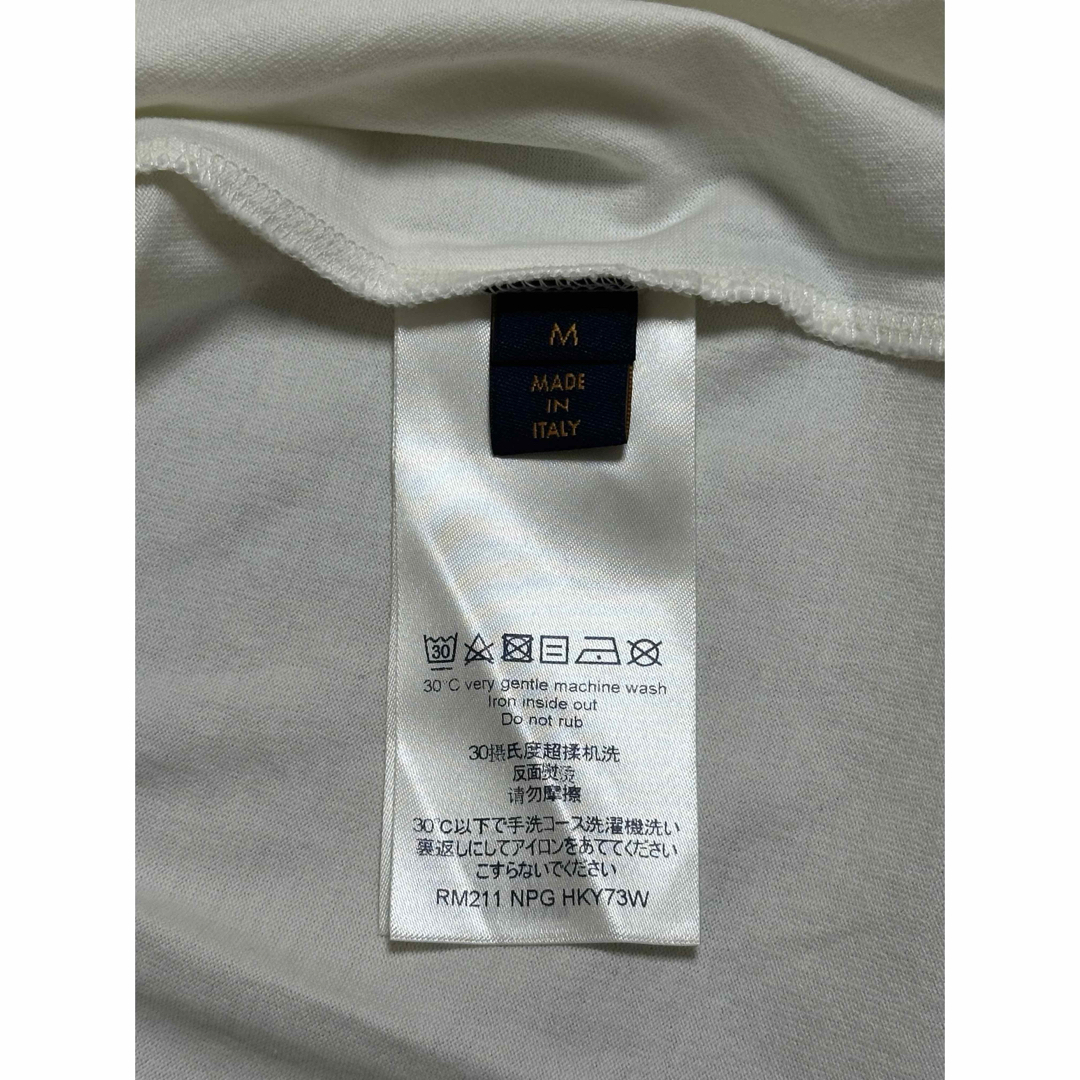 M
MADE
IN
ITALY
30
30°C very gentle machine wash
Iron inside out
Do not rub
30摄氏度超揉机洗
反面熨烫
请勿摩擦
30℃以下で手洗コース洗濯機洗い
裏返しにしてアイロンをあててください
こすらないでください
RM211 NPG HKY73W